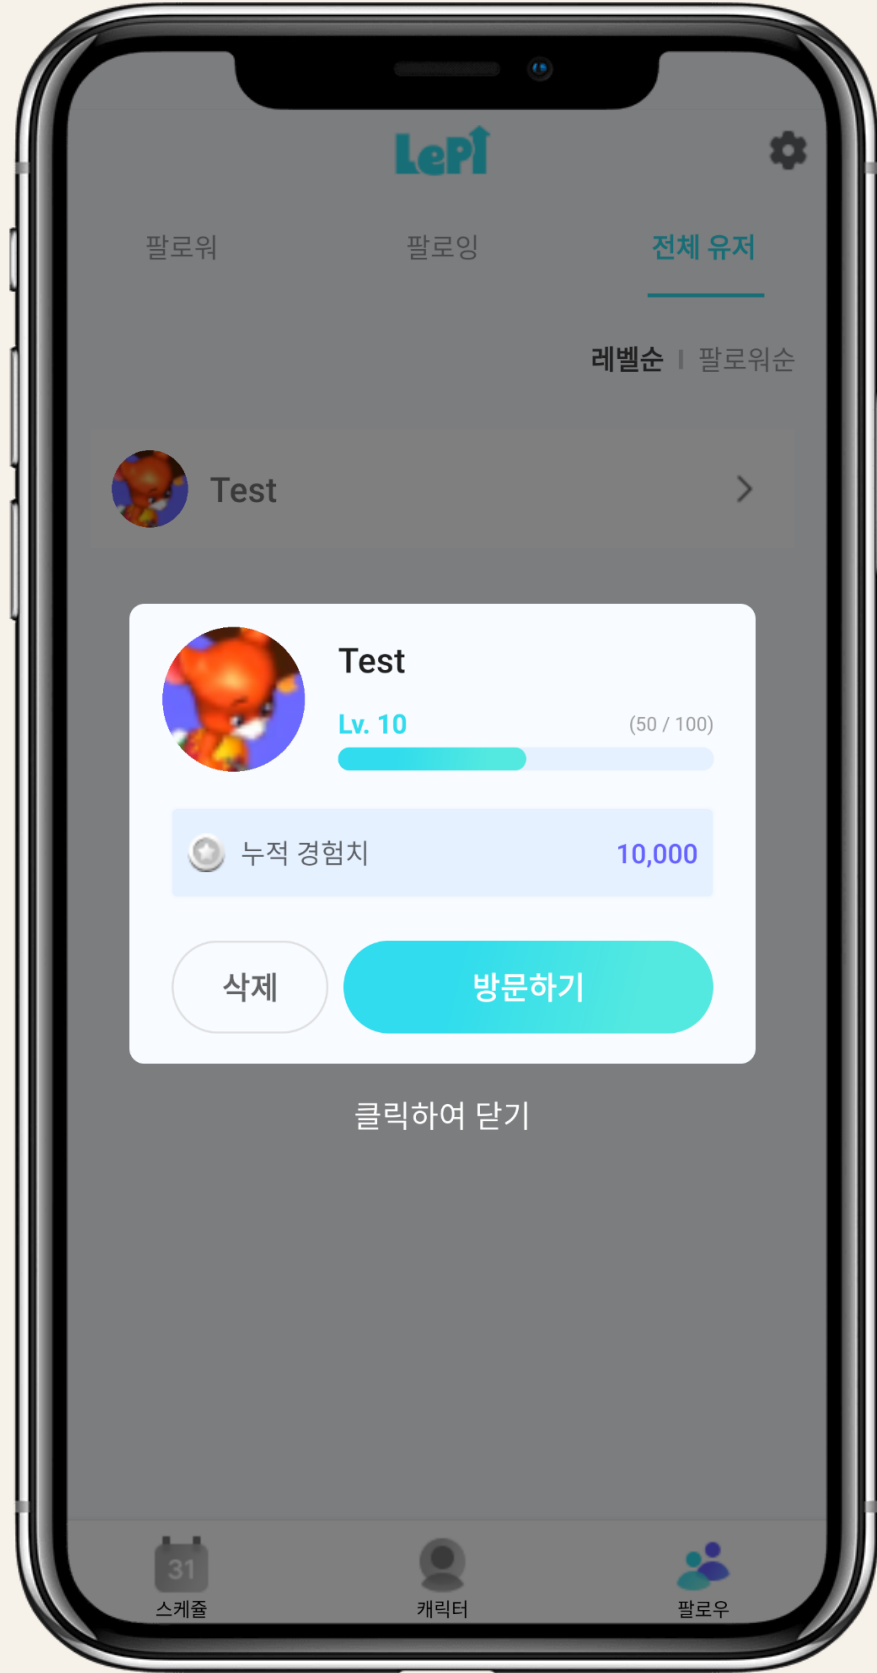 LePI
팔로워 팔로잉 전체 유저
레벨순 | 팔로워순
Test
Test
Lv. 10 (50 / 100)
누적 경험치 10,000
삭제 방문하기
클릭하여 닫기
31
스케쥴 캐릭터 팔로우